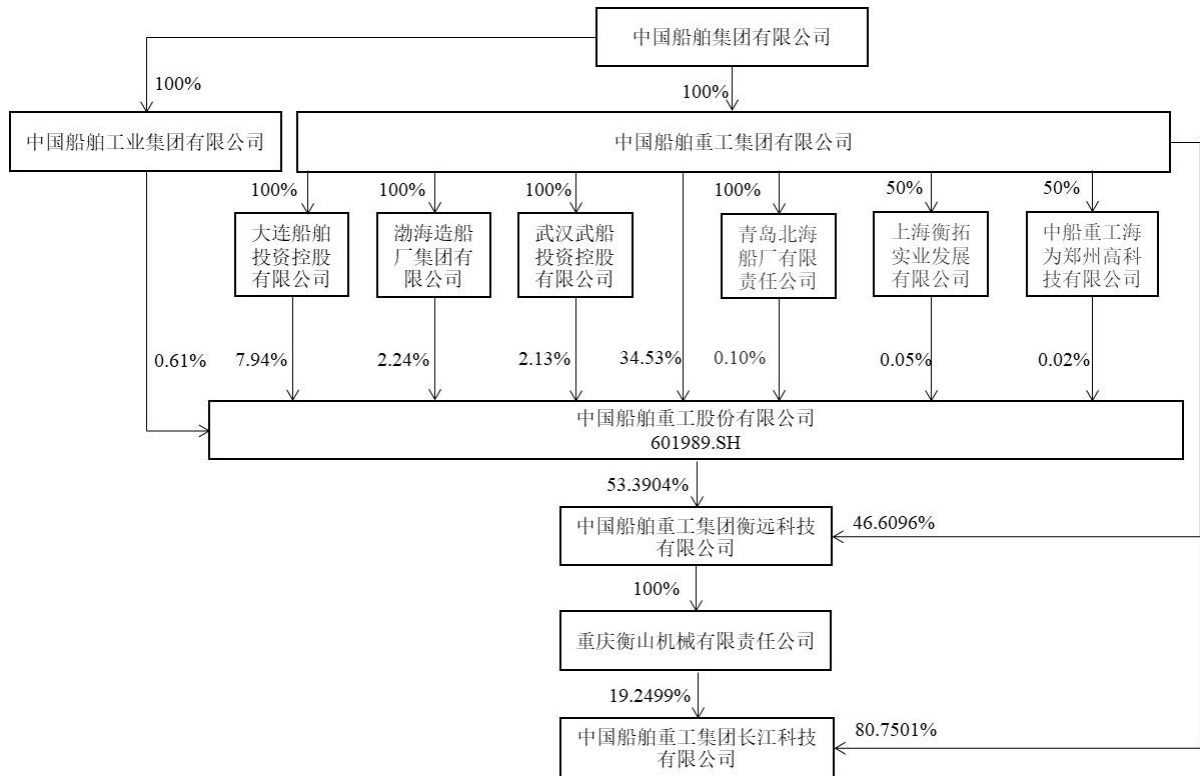 中国船舶集团有限公司
100%
100%
中国船舶工业集团有限公司
中国船舶重工集团有限公司
100%
100%
100%
100%
50%
50%
大连船舶
投资控股
有限公司
渤海造船
厂集团有
限公司
武汉武船
投资控股
有限公司
青岛北海
船厂有限
责任公司
上海衡拓
实业发展
有限公司
中船重工海
为郑州高科
技有限公司
0.61%
7.94%
2.24%
2.13%
34.53%
0.10%
0.05%
0.02%
中国船舶重工股份有限公司
601989.SH
53.3904%
中国船舶重工集团衡远科技
有限公司
46.6096%
100%
重庆衡山机械有限责任公司
19.2499%
中国船舶重工集团长江科技
有限公司
80.7501%